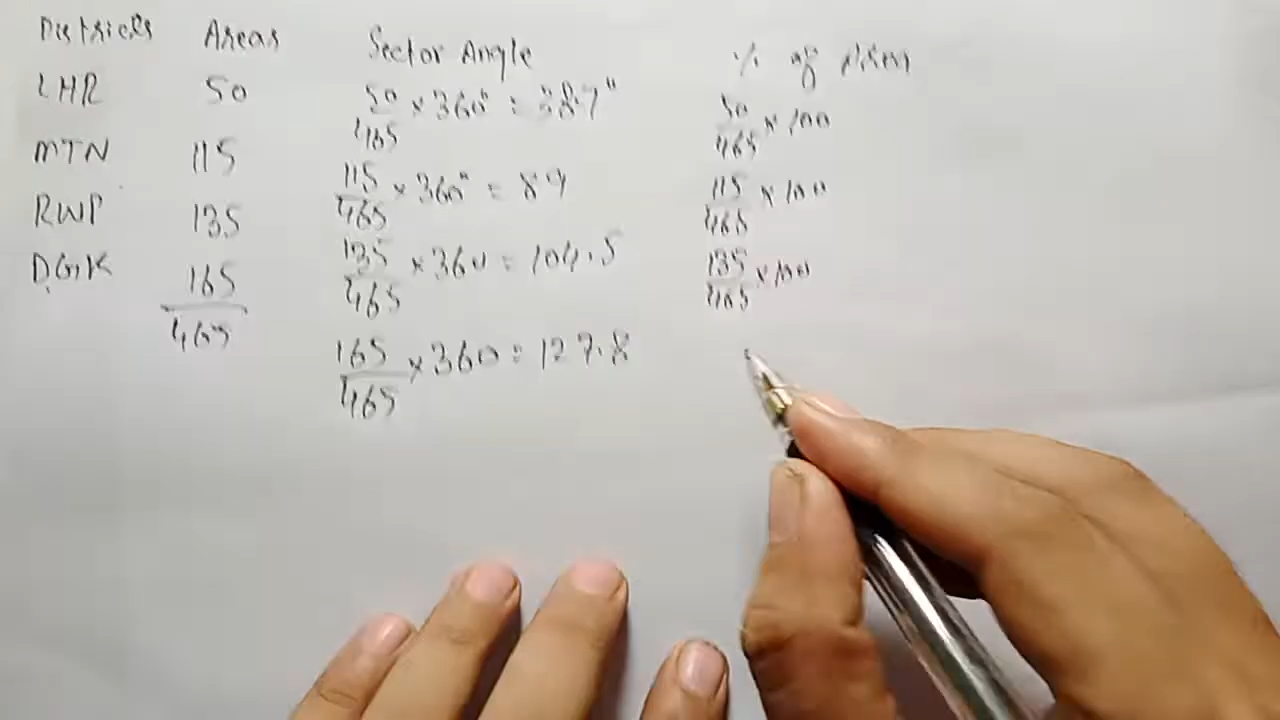 Districts Areas Sector Angle % of Area
LHR 50 50/465 × 360° = 38.7° 50/465 × 100
MTN 115 115/465 × 360° = 89 115/465 × 100
RWP 135 135/465 × 360 = 104.5 135/465 × 100
D.G.K 165 165/465 × 360 = 127.8
465